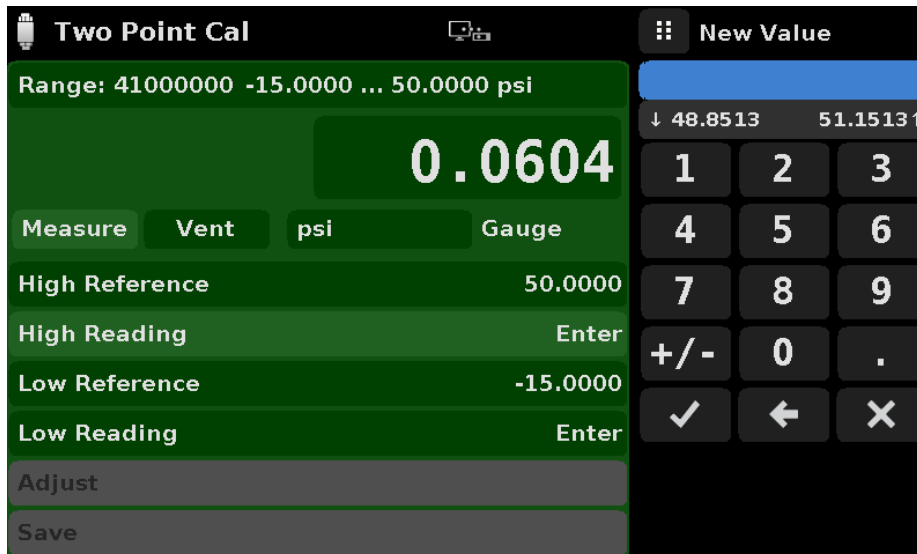 Two Point Cal
Range: 41000000 -15.0000 ... 50.0000 psi
0.0604
Measure Vent psi Gauge
High Reference 50.0000
High Reading Enter
Low Reference -15.0000
Low Reading Enter
Adjust
Save
New Value
↓ 48.8513 51.1513↑
1 2 3
4 5 6
7 8 9
+/- 0 .